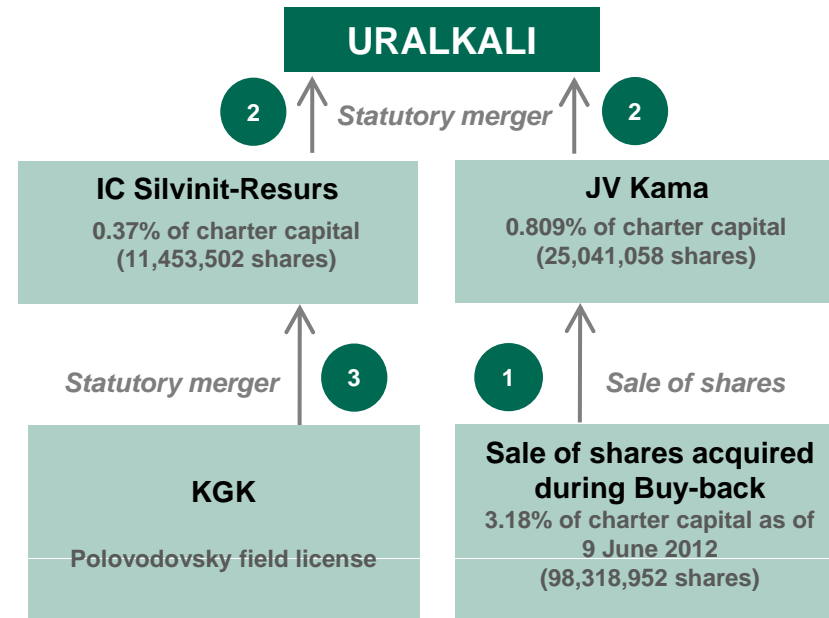 URALKALI
2
Statutory merger
2
IC Silvinit-Resurs
0.37% of charter capital
(11,453,502 shares)
JV Kama
0.809% of charter capital
(25,041,058 shares)
Statutory merger
3
1
Sale of shares
KGK
Polovodovsky field license
Sale of shares acquired
during Buy-back
3.18% of charter capital as of
9 June 2012
(98,318,952 shares)